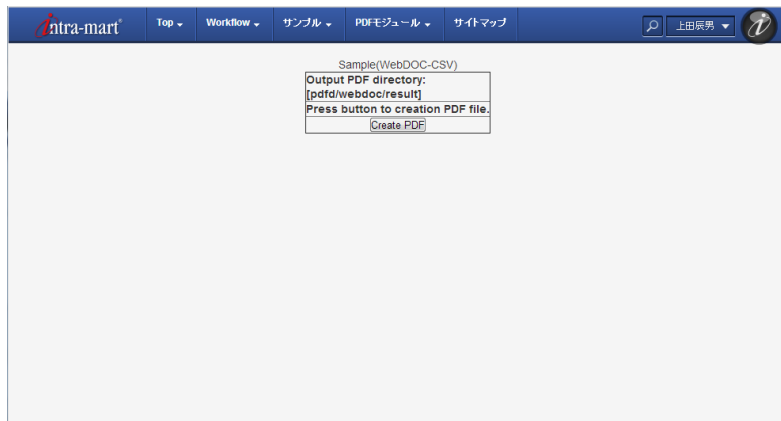 intra-mart
Top Workflow サンプル PDFモジュール サイトマップ 上田辰男
Sample(WebDOC-CSV)
Output PDF directory:
[pdfd/webdoc/result]
Press button to creation PDF file.
Create PDF